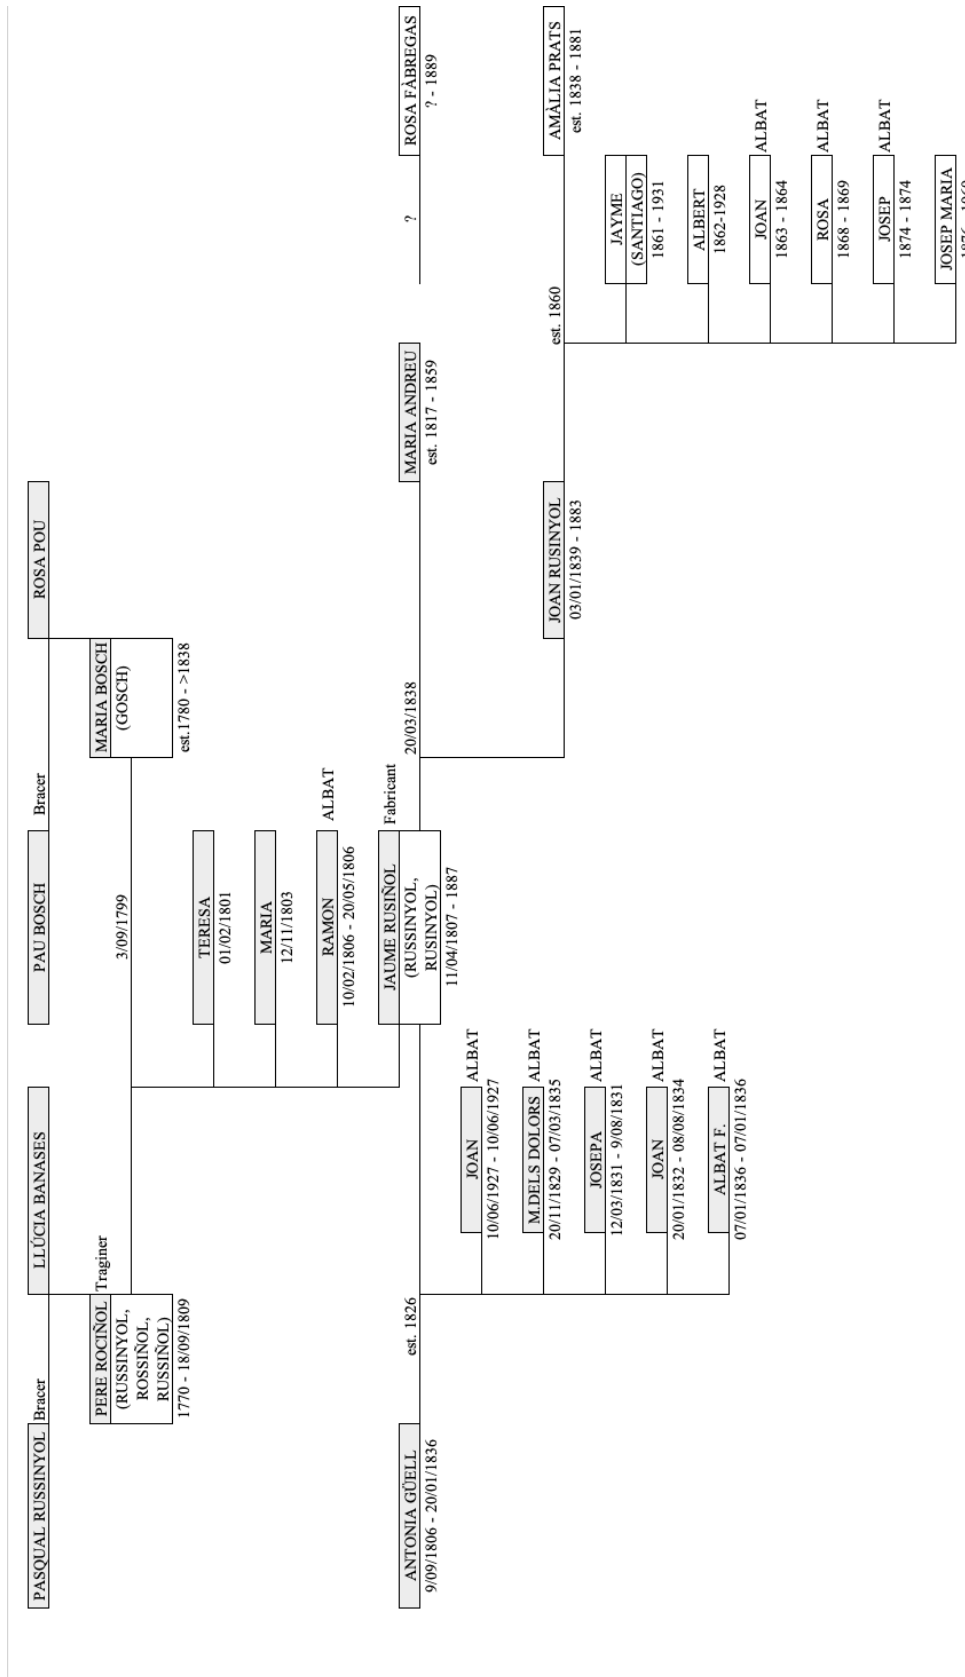 PASQUAL RUSSINYOL
Bracer
LLÚCIA BANASES
PAU BOSCH
Bracer
ROSA POU
PERE ROCIÑOL
Traginer
(RUSSINYOL,
ROSSIÑOL,
RUSSIÑOL)
1770 - 18/09/1809
3/09/1799
MARIA BOSCH
(GOSCH)
est.1780 - >1838
TERESA
01/02/1801
MARIA
12/11/1803
RAMON
ALBAT
10/02/1806 - 20/05/1806
ANTONIA GÜELL
9/09/1806 - 20/01/1836
est. 1826
JAUME RUSIÑOL
Fabricant
(RUSSINYOL,
RUSINYOL)
11/04/1807 - 1887
20/03/1838
MARIA ANDREU
est. 1817 - 1859
?
ROSA FÀBREGAS
? - 1889
JOAN
ALBAT
10/06/1927 - 10/06/1927
M.DELS DOLORS
ALBAT
20/11/1829 - 07/03/1835
JOSEPA
ALBAT
12/03/1831 - 9/08/1831
JOAN
ALBAT
20/01/1832 - 08/08/1834
ALBAT F.
ALBAT
07/01/1836 - 07/01/1836
JOAN RUSINYOL
03/01/1839 - 1883
est. 1860
AMÀLIA PRATS
est. 1838 - 1881
JAYME
(SANTIAGO)
1861 - 1931
ALBERT
1862-1928
JOAN
ALBAT
1863 - 1864
ROSA
ALBAT
1868 - 1869
JOSEP
ALBAT
1874 - 1874
JOSEP MARIA